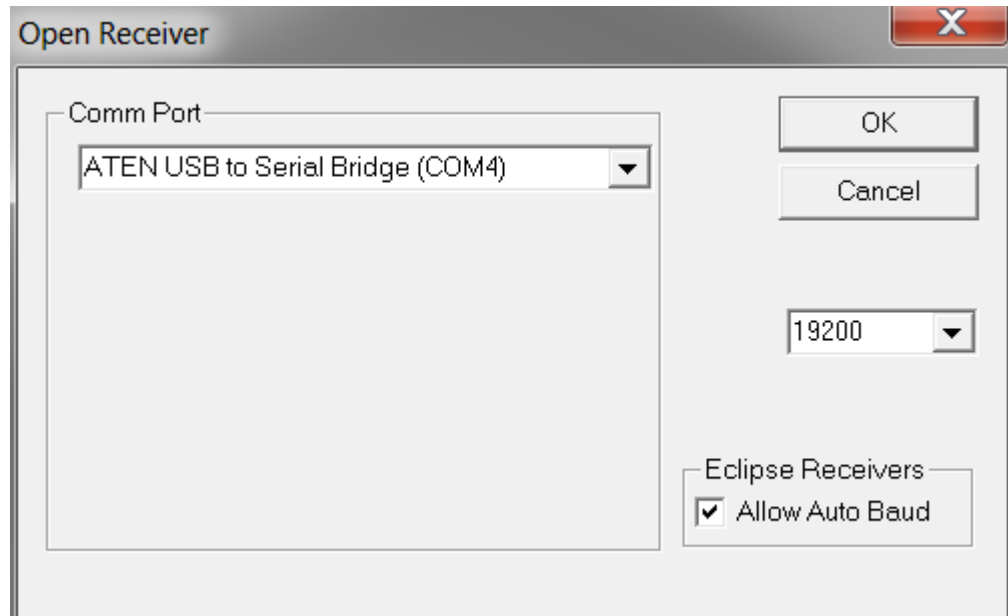 Open Receiver
Comm Port
ATEN USB to Serial Bridge (COM4)
OK
Cancel
19200
Eclipse Receivers
Allow Auto Baud